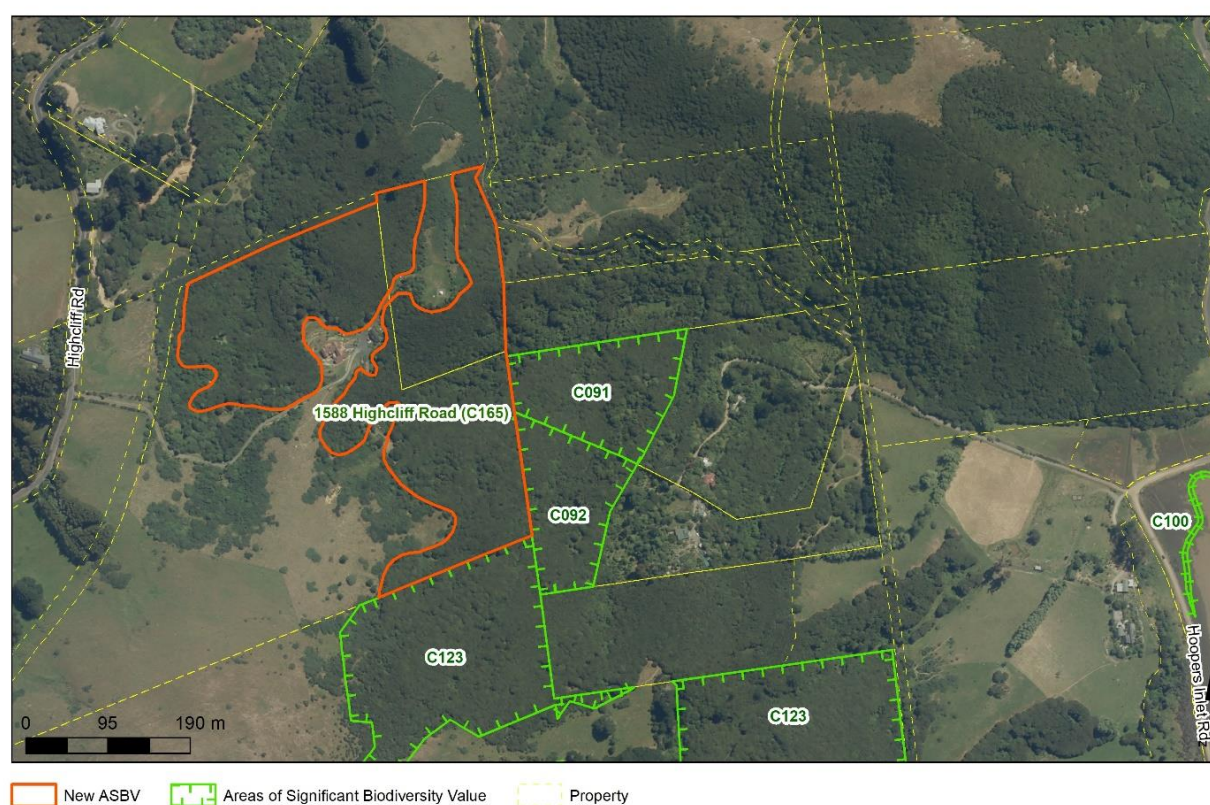 Highcliff Rd
C091
1588 Highcliff Road (C165)
C092
C100
C123
Hoopers Inlet Rdz
C123
0 95 190 m
New ASBV Areas of Significant Biodiversity Value Property